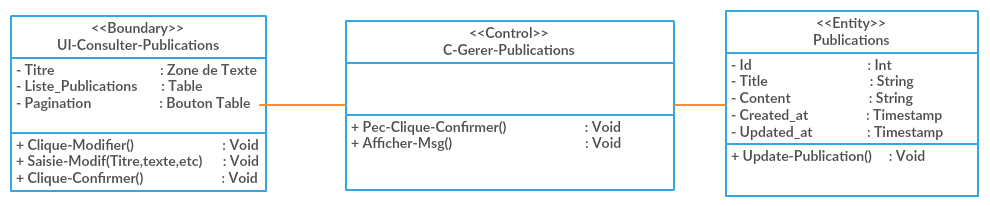 <<Boundary>>
UI-Consulter-Publications
- Titre : Zone de Texte
- Liste_Publications : Table
- Pagination : Bouton Table
+ Clique-Modifier() : Void
+ Saisie-Modif(Titre,texte,etc) : Void
+ Clique-Confirmer() : Void
<<Control>>
C-Gerer-Publications
+ Pec-Clique-Confirmer() : Void
+ Afficher-Msg() : Void
<<Entity>>
Publications
- Id : Int
- Title : String
- Content : String
- Created_at : Timestamp
- Updated_at : Timestamp
+ Update-Publication() : Void